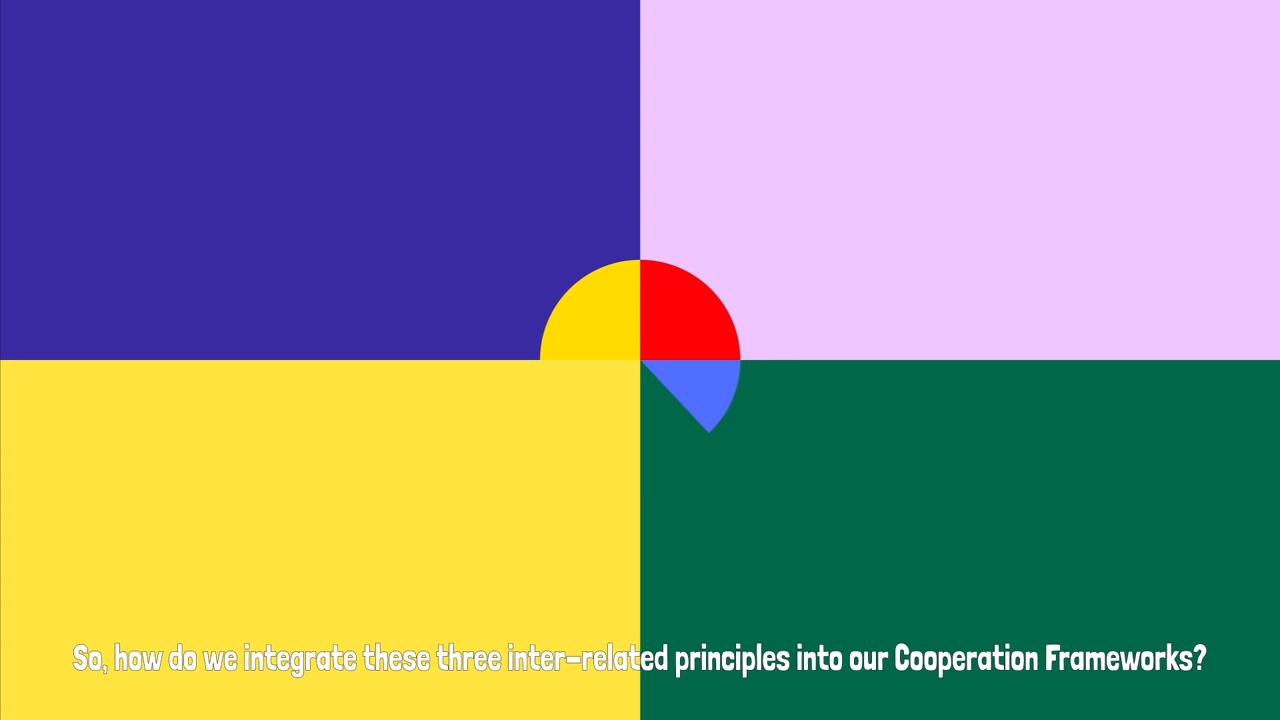 So, how do we integrate these three inter-related principles into our Cooperation Frameworks?